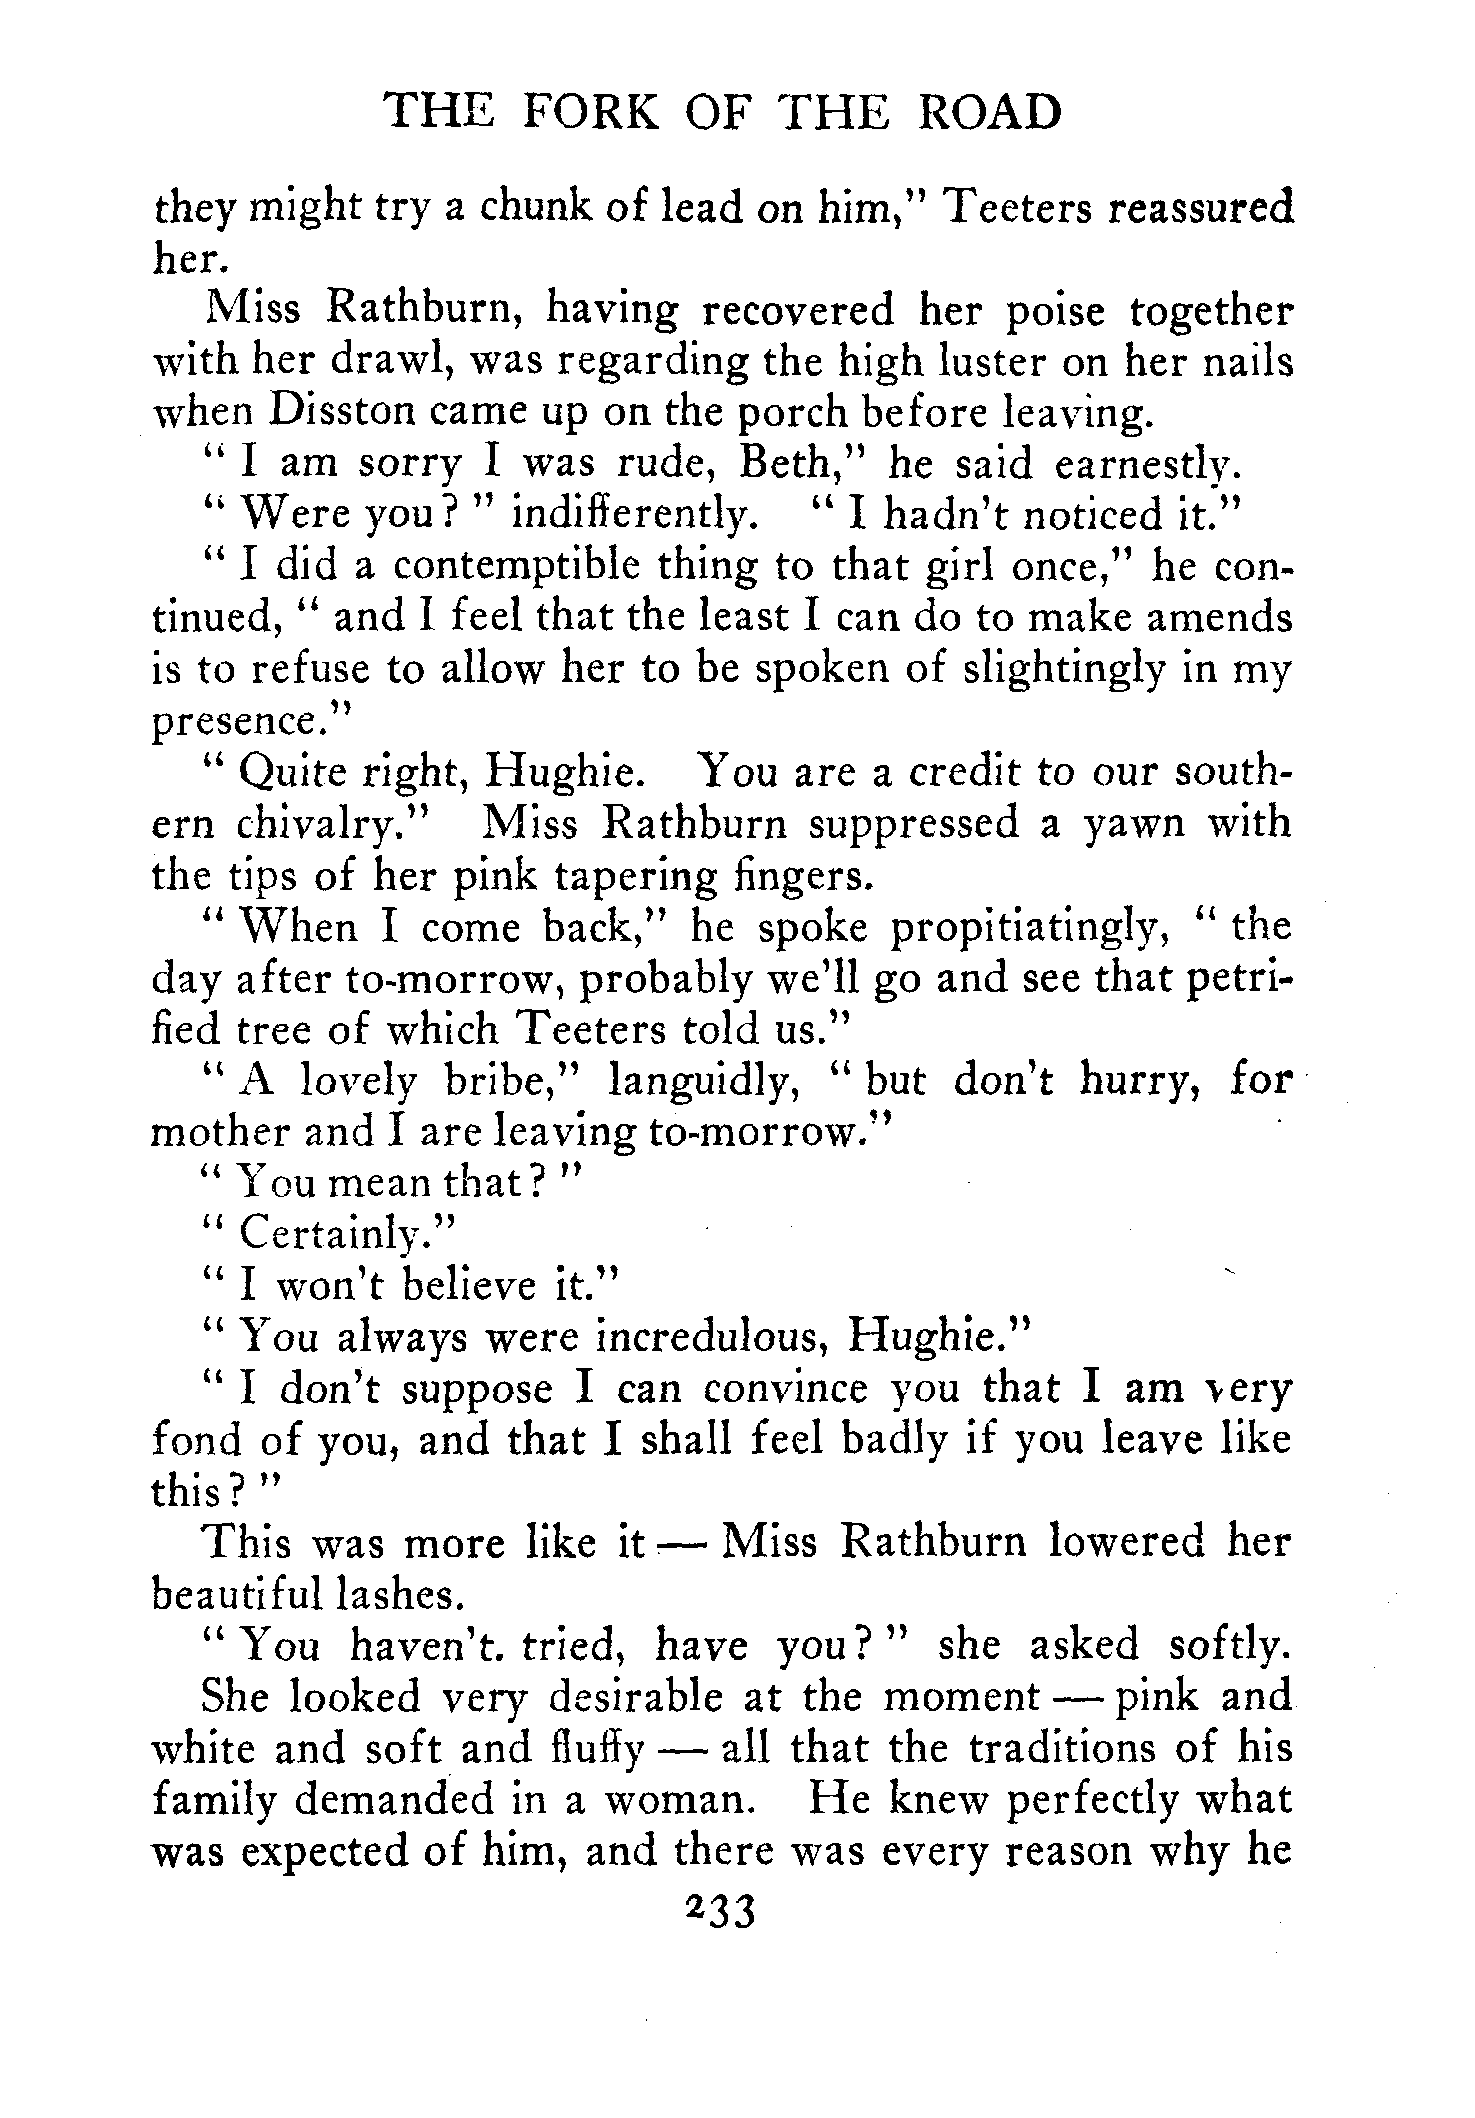 THE FORK OF THE ROAD
they might try a chunk of lead on him,” Teeters reassured
her.
Miss Rathburn, having recovered her poise together
with her drawl, was regarding the high luster on her nails
when Disston came up on the porch before leaving.
“ I am sorry I was rude, Beth,” he said earnestly.
“ Were you? ” indifferently. “ I hadn’t noticed it.”
“ I did a contemptible thing to that girl once,” he con-
tinued, “ and I feel that the least I can do to make amends
is to refuse to allow her to be spoken of slightingly in my
presence.”
“ Quite right, Hughie. You are a credit to our south-
ern chivalry.” Miss Rathburn suppressed a yawn with
the tips of her pink tapering fingers.
“ When I come back,” he spoke propitiatingly, “ the
day after to-morrow, probably we’ll go and see that petri-
fied tree of which Teeters told us.”
“ A lovely bribe,” languidly, “ but don’t hurry, for
mother and I are leaving to-morrow.”
“ You mean that? ”
“ Certainly.”
“ I won’t believe it.”
“ You always were incredulous, Hughie.”
“ I don’t suppose I can convince you that I am very
fond of you, and that I shall feel badly if you leave like
this? ”
This was more like it — Miss Rathburn lowered her
beautiful lashes.
“ You haven’t. tried, have you? ” she asked softly.
She looked very desirable at the moment — pink and
white and soft and fluffy — all that the traditions of his
family demanded in a woman. He knew perfectly what
was expected of him, and there was every reason why he
233